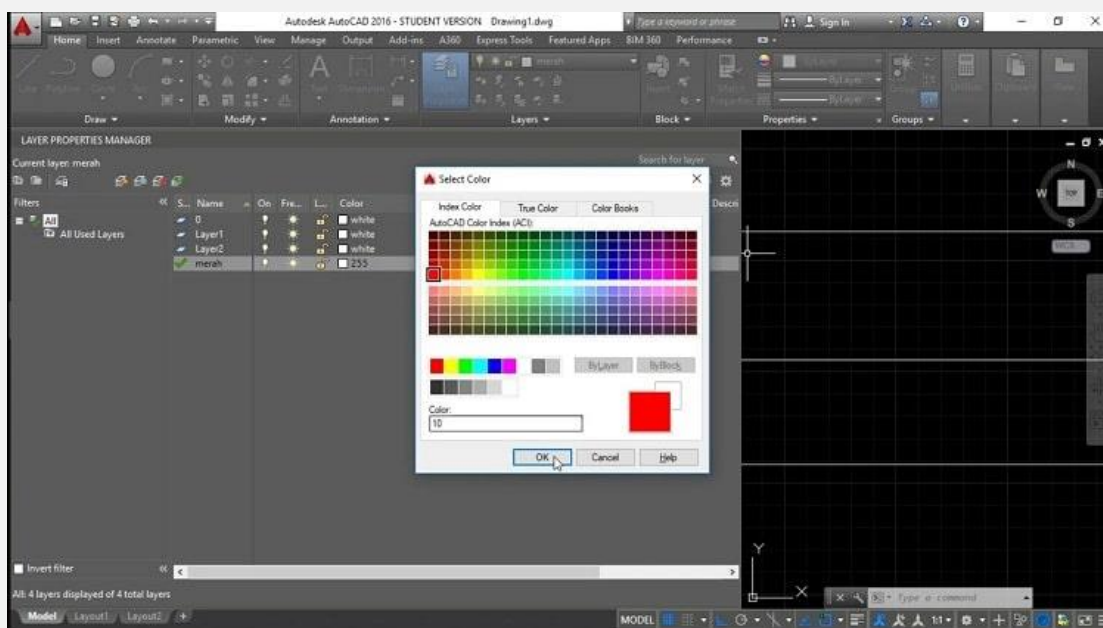 Autodesk AutoCAD 2016 - STUDENT VERSION Drawing1.dwg
Type a keyword or phrase
Sign In
Home Insert Annotate Parametric View Manage Output Add-ins A360 Express Tools Featured Apps BIM 360 Performance
merah
ByLayer
ByLayer
Draw Modify Annotation Layers Block Properties Groups
LAYER PROPERTIES MANAGER
Current layer: merah
Search for layer
Filters
S... Name On Fre... L... Color
Descri
All
All Used Layers
0 white
Layer1 white
Layer2 white
merah 255
Select Color
Index Color True Color Color Books
AutoCAD Color Index (ACI):
ByLayer ByBlock
Color:
10
OK Cancel Help
N
W TOP E
S
WCS
Y
X
Invert filter
All: 4 layers displayed of 4 total layers
Type a command
Model Layout1 Layout2 +
MODEL 1:1